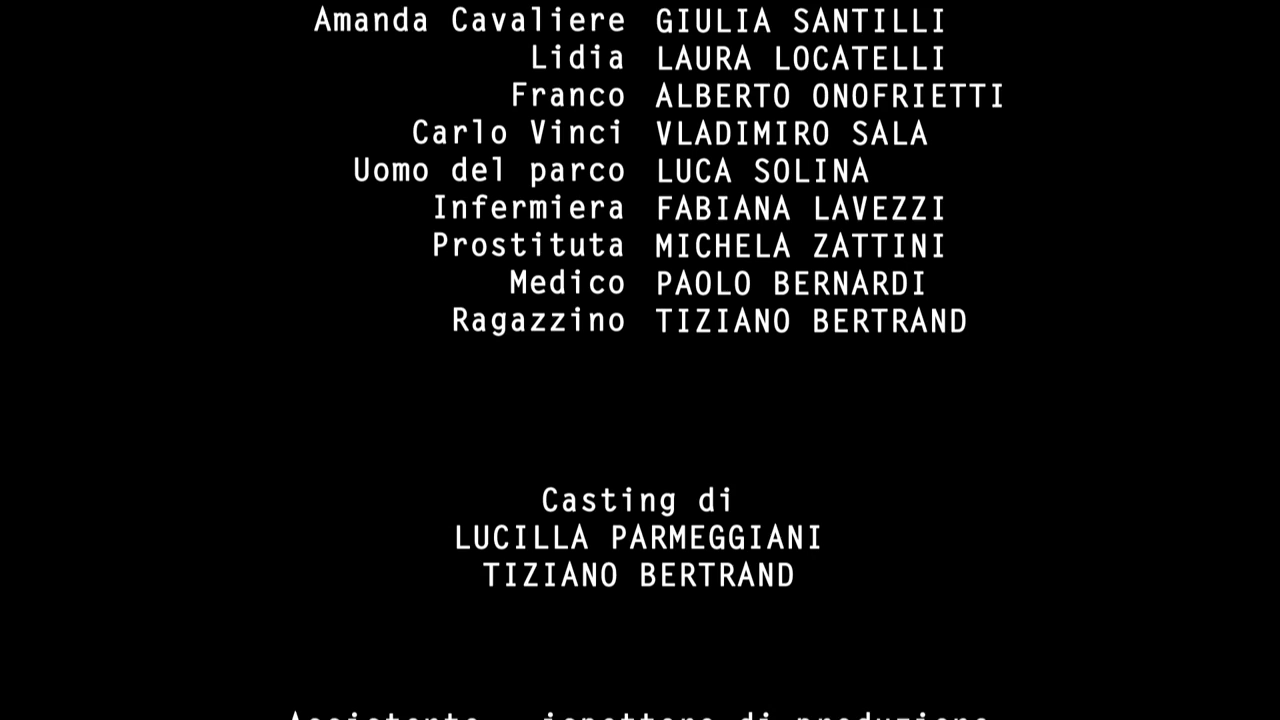 Amanda Cavaliere GIULIA SANTILLI
Lidia LAURA LOCATELLI
Franco ALBERTO ONOFRIETTI
Carlo Vinci VLADIMIRO SALA
Uomo del parco LUCA SOLINA
Infermiera FABIANA LAVEZZI
Prostituta MICHELA ZATTINI
Medico PAOLO BERNARDI
Ragazzino TIZIANO BERTRAND
Casting di
LUCILLA PARMEGGIANI
TIZIANO BERTRAND